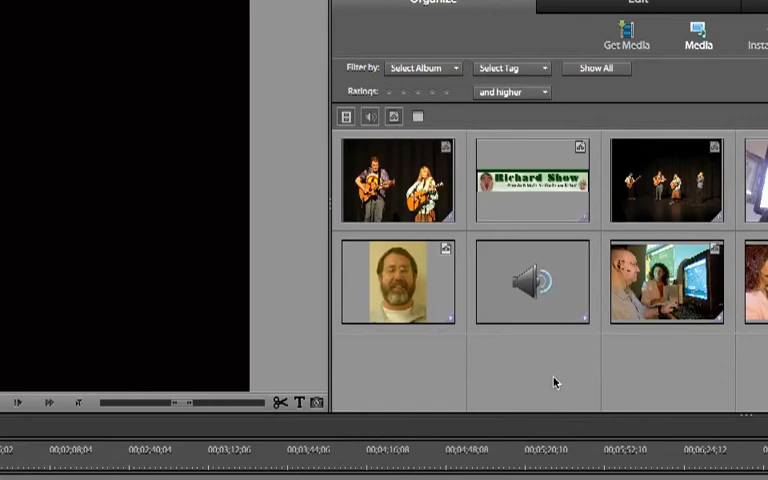 Organize Edit
Get Media Media Insta
Filter by: Select Album Select Tag Show All
Ratings: and higher
Richard Show
T
00;02;08;04 00;02;40;04 00;03;12;06 00;03;44;06 00;04;16;08 00;04;48;08 00;05;20;10 00;05;52;10 00;06;24;12